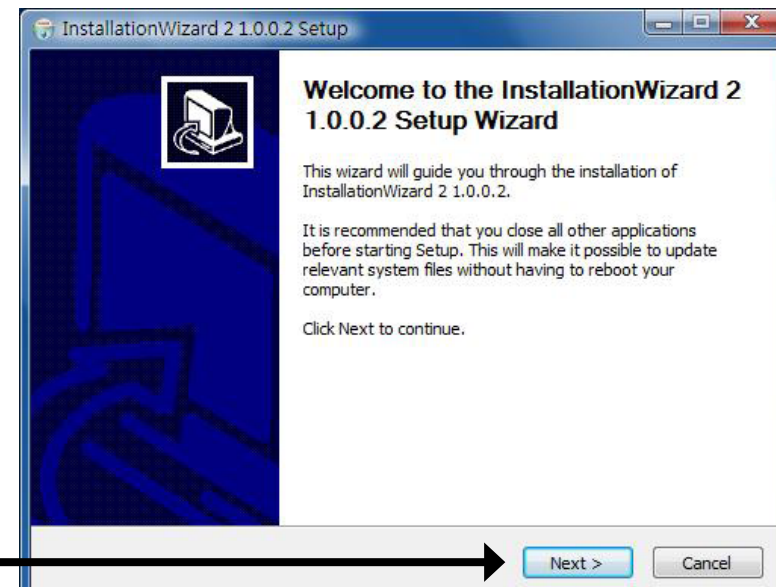 InstallationWizard 2 1.0.0.2 Setup
Welcome to the InstallationWizard 2
1.0.0.2 Setup Wizard
This wizard will guide you through the installation of
InstallationWizard 2 1.0.0.2.
It is recommended that you close all other applications
before starting Setup. This will make it possible to update
relevant system files without having to reboot your
computer.
Click Next to continue.
Next >
Cancel